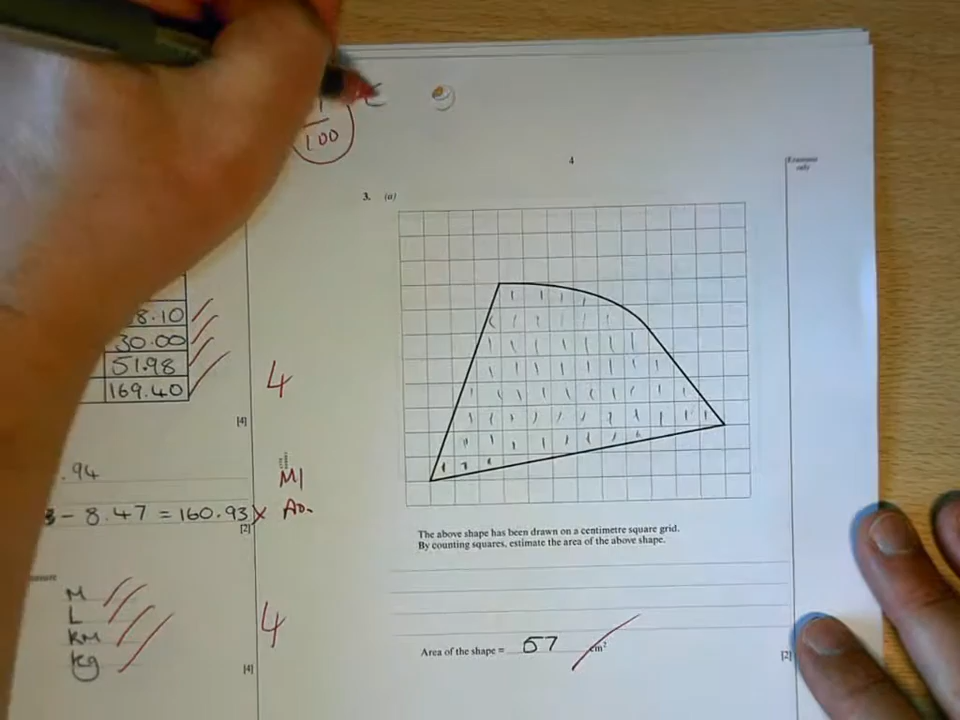 100
8.10
30.00
51.98
169.40
4
[4]
.94
M1
- 8.47 = 160.93 x A0.
[2]
M
L
KM
kg
4
[4]
4
Examiner
only
3. (a)
The above shape has been drawn on a centimetre square grid.
By counting squares, estimate the area of the above shape.
Area of the shape = 57 cm²
[2]